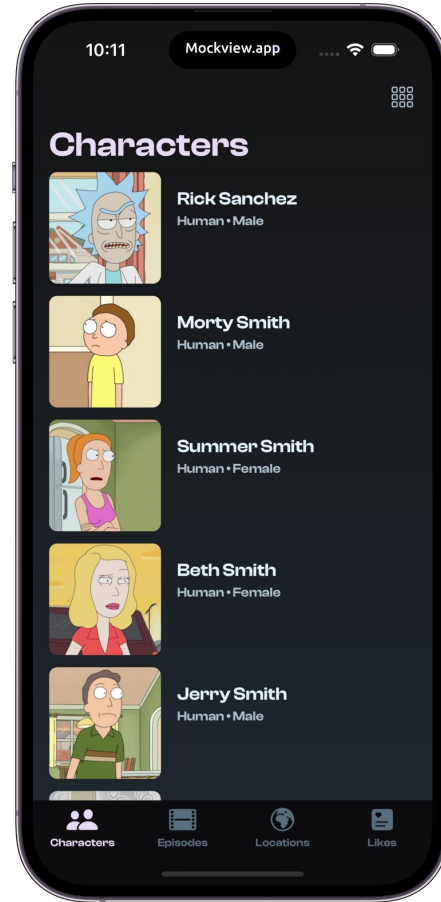 10:11
Mockview.app
Characters
Rick Sanchez
Human • Male
Morty Smith
Human • Male
Summer Smith
Human • Female
Beth Smith
Human • Female
Jerry Smith
Human • Male
Characters
Episodes
Locations
Likes